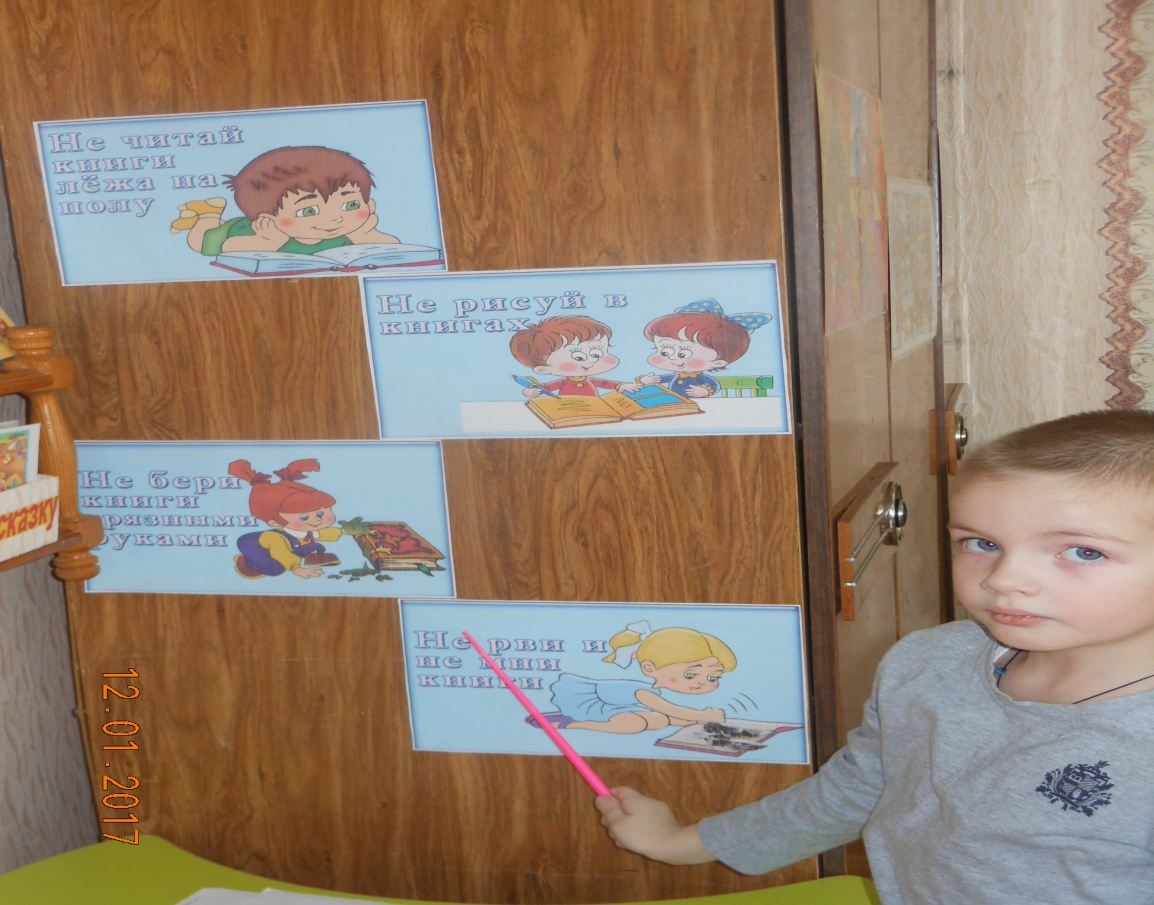 Не читай
книги
лёжа на
полу
Не рисуй в
книгах
Не бери
книги
грязными
руками
Не рви и
не мни
книги
сказку
12.01.2017